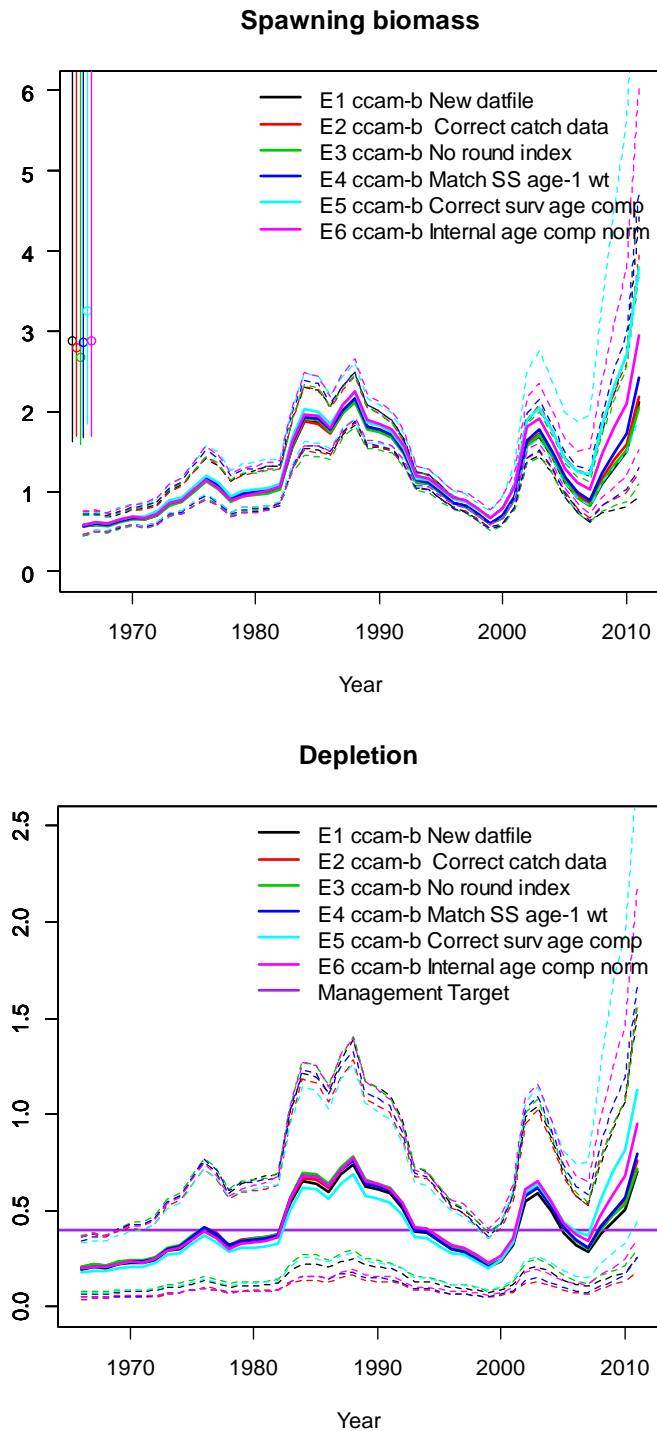 Spawning biomass
E1 ccam-b New datfile
E2 ccam-b  Correct catch data
E3 ccam-b No round index
E4 ccam-b Match SS age-1 wt
E5 ccam-b Correct surv age comp
E6 ccam-b Internal age comp norm
6
5
4
3
2
1
0
1970 1980 1990 2000 2010
Year
Depletion
E1 ccam-b New datfile
E2 ccam-b  Correct catch data
E3 ccam-b No round index
E4 ccam-b Match SS age-1 wt
E5 ccam-b Correct surv age comp
E6 ccam-b Internal age comp norm
Management Target
2.5
2.0
1.5
1.0
0.5
0.0
1970 1980 1990 2000 2010
Year